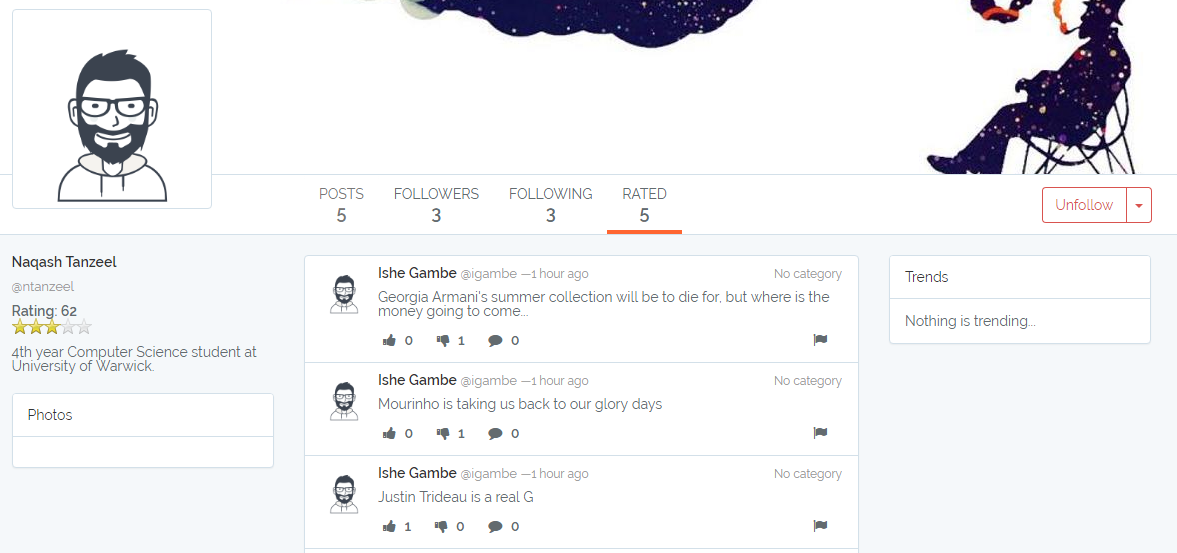 POSTS FOLLOWERS FOLLOWING RATED
5 3 3 5
Unfollow
Naqash Tanzeel
@ntanzeel
Rating: 62
4th year Computer Science student at
University of Warwick.
Photos
Ishe Gambe @igambe —1 hour ago No category
Georgia Armani's summer collection will be to die for, but where is the
money going to come...
0 1 0
Ishe Gambe @igambe —1 hour ago No category
Mourinho is taking us back to our glory days
0 1 0
Ishe Gambe @igambe —1 hour ago No category
Justin Trideau is a real G
1 0 0
Trends
Nothing is trending...